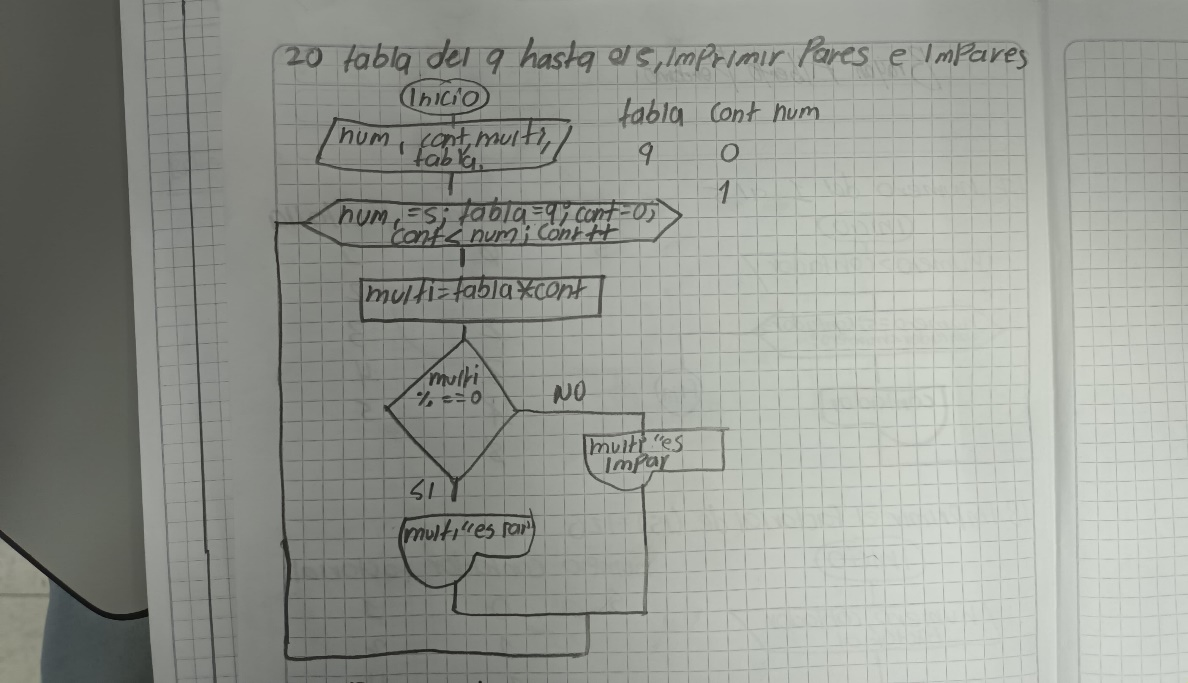 20 tabla del 9 hasta el 5, Imprimir Pares e Impares
Inicio
num, cont, multi,
tabla.
tabla cont num
9 0
1
num,=5; tabla=9; cont=0;
cont < num; cont++
multi=tabla*cont
multi
% ==0
NO
multi "es
Impar
SI
multi "es Par